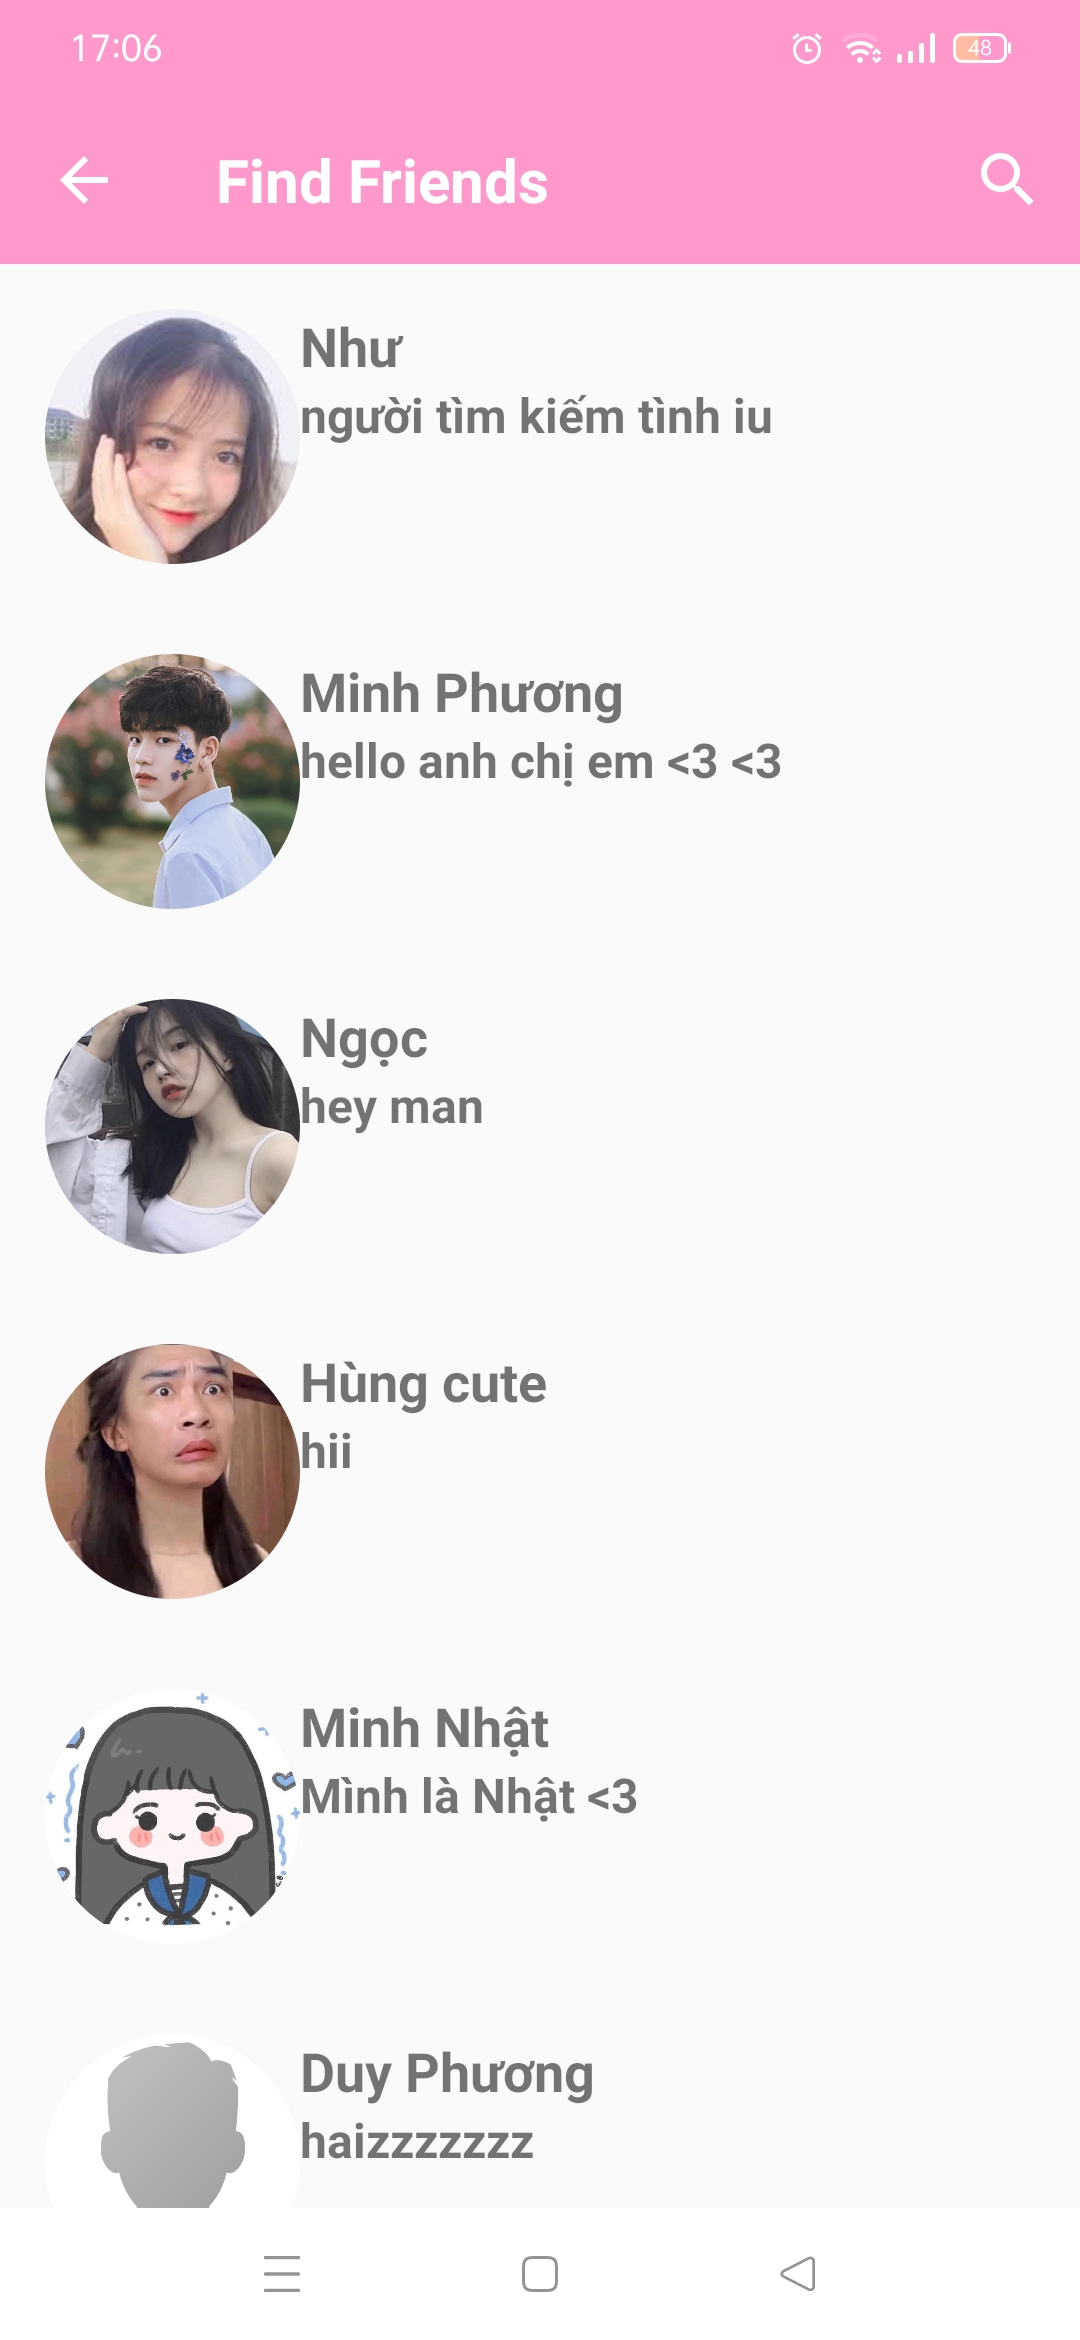 17:06
48
Find Friends
Như
người tìm kiếm tình iu
Minh Phương
hello anh chị em <3 <3
Ngọc
hey man
Hùng cute
hii
Minh Nhật
Mình là Nhật <3
Duy Phương
haizzzzzzz